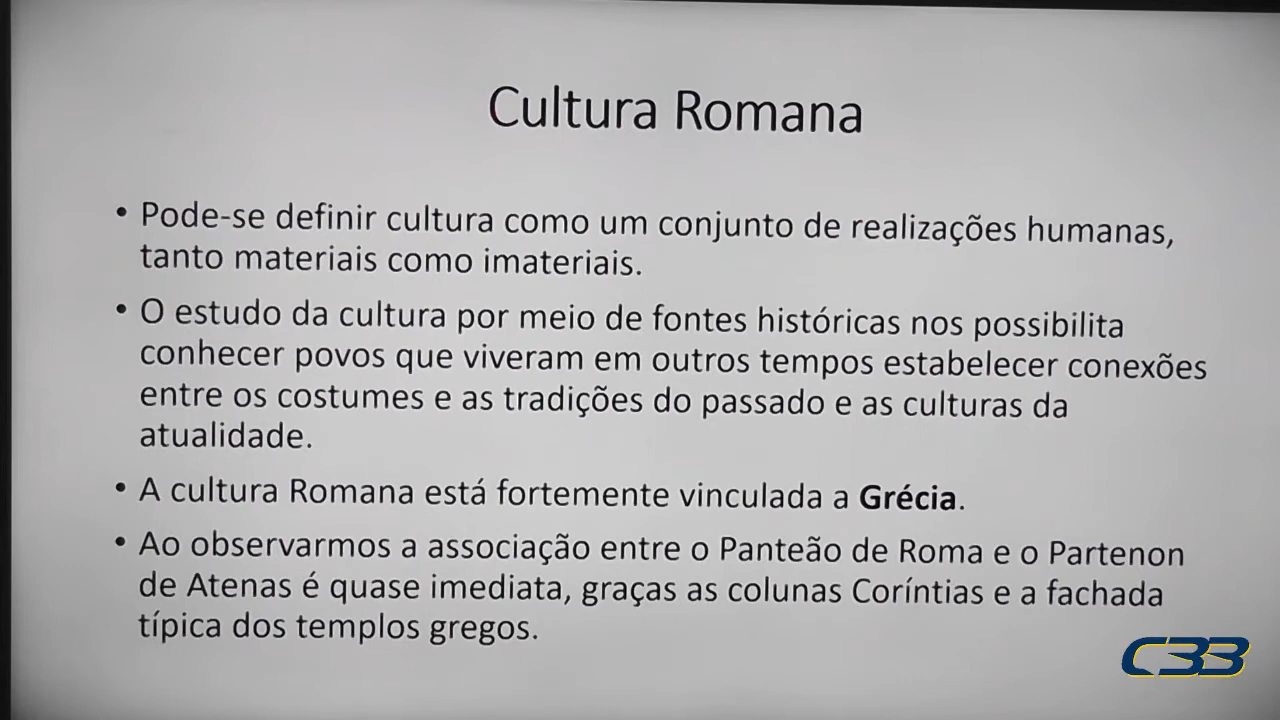 Cultura Romana
• Pode-se definir cultura como um conjunto de realizações humanas,
tanto materiais como imateriais.
• O estudo da cultura por meio de fontes históricas nos possibilita
conhecer povos que viveram em outros tempos estabelecer conexões
entre os costumes e as tradições do passado e as culturas da
atualidade.
• A cultura Romana está fortemente vinculada a Grécia.
• Ao observarmos a associação entre o Panteão de Roma e o Partenon
de Atenas é quase imediata, graças as colunas Coríntias e a fachada
típica dos templos gregos.
C33